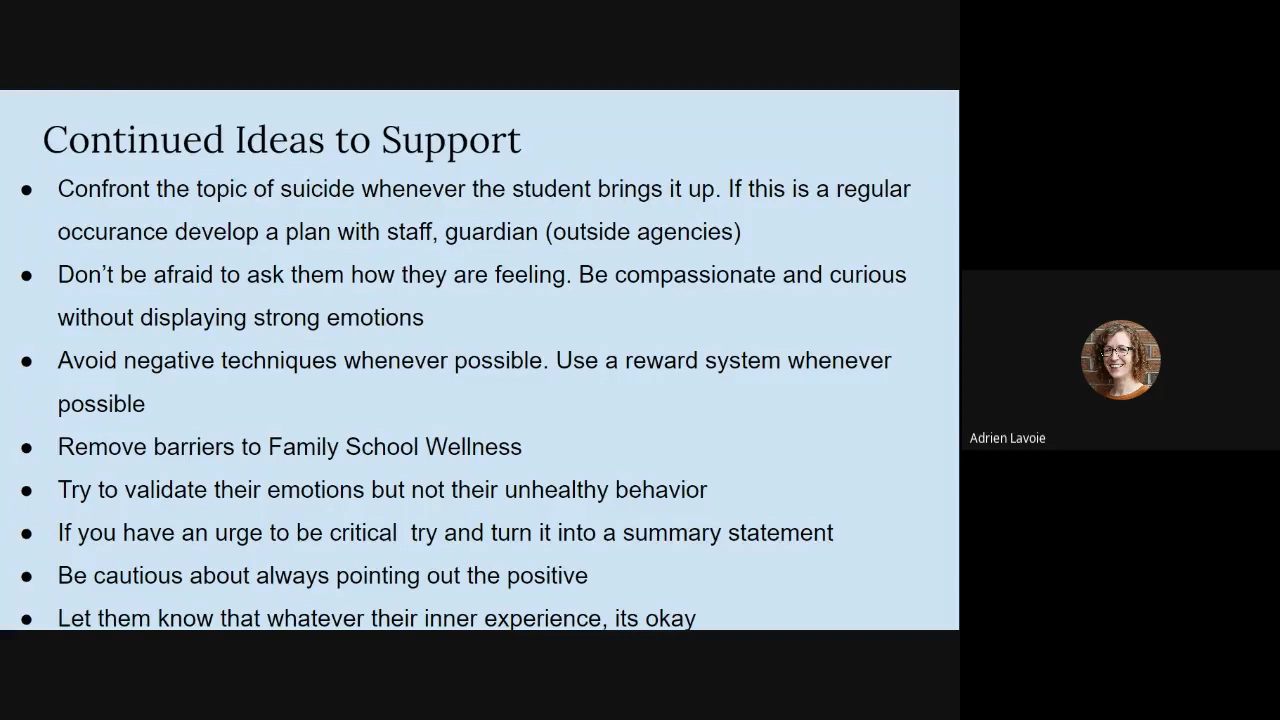 Continued Ideas to Support
● Confront the topic of suicide whenever the student brings it up. If this is a regular
occurance develop a plan with staff, guardian (outside agencies)
● Don’t be afraid to ask them how they are feeling. Be compassionate and curious
without displaying strong emotions
● Avoid negative techniques whenever possible. Use a reward system whenever
possible
● Remove barriers to Family School Wellness
● Try to validate their emotions but not their unhealthy behavior
● If you have an urge to be critical  try and turn it into a summary statement
● Be cautious about always pointing out the positive
● Let them know that whatever their inner experience, its okay
Adrien Lavoie